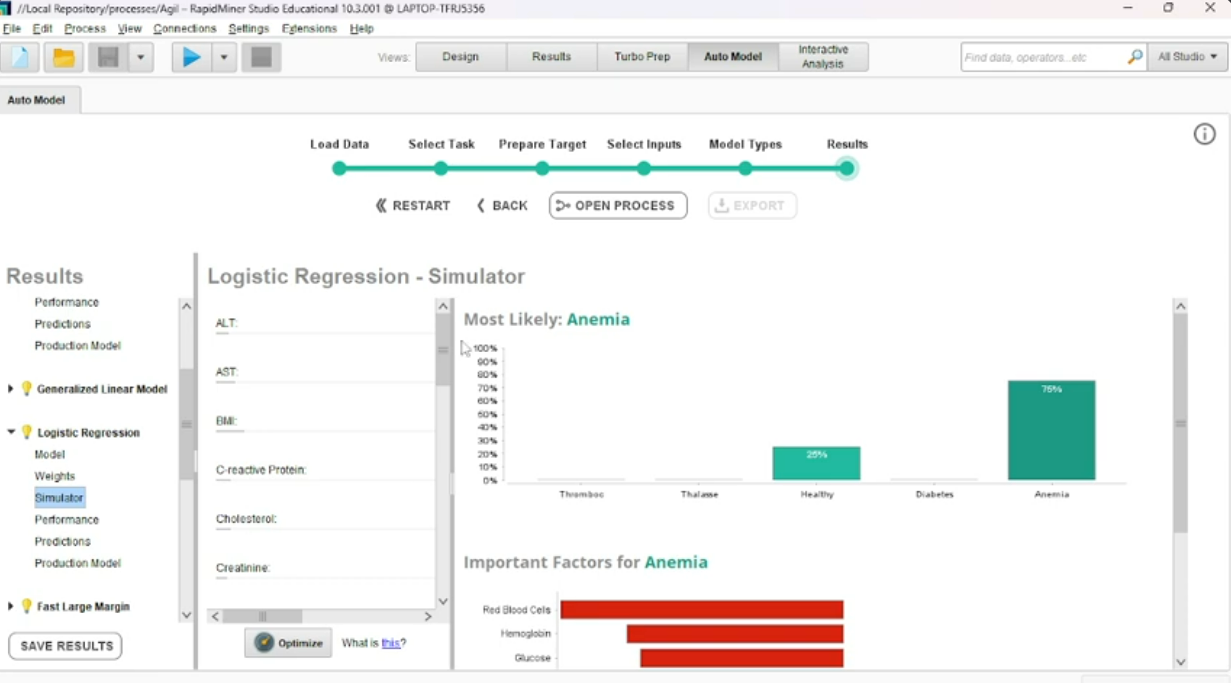 //Local Repository/processes/Agil – RapidMiner Studio Educational 10.3.001 @ LAPTOP-TFRJ5356
File Edit Process View Connections Settings Extensions Help
Views: Design Results Turbo Prep Auto Model Interactive Analysis
Find data, operators...etc
All Studio
Auto Model
Load Data Select Task Prepare Target Select Inputs Model Types Results
RESTART BACK OPEN PROCESS EXPORT
Results
Performance
Predictions
Production Model
Generalized Linear Model
Logistic Regression
Model
Weights
Simulator
Performance
Predictions
Production Model
Fast Large Margin
SAVE RESULTS
Logistic Regression - Simulator
ALT:
AST:
BMI:
C-reactive Protein:
Cholesterol:
Creatinine:
Optimize What is this?
Most Likely: Anemia
100%
90%
80%
70%
60%
50%
40%
30%
20%
10%
0%
25%
75%
Thromboc Thalasse Healthy Diabetes Anemia
Important Factors for Anemia
Red Blood Cells
Hemoglobin
Glucose